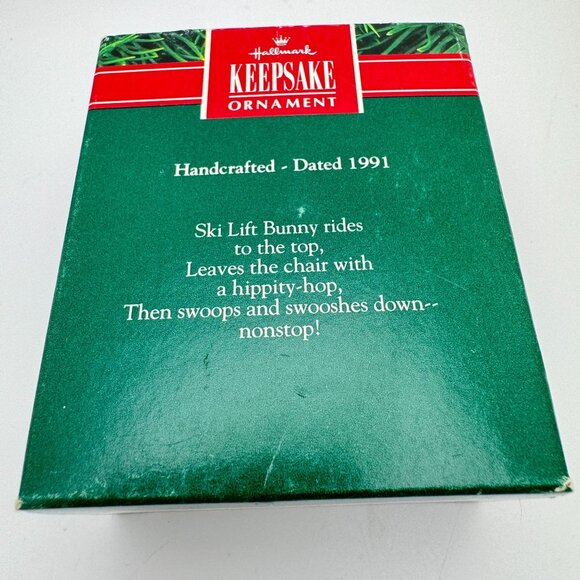 Hallmark
KEEPSAKE
ORNAMENT
Handcrafted - Dated 1991
Ski Lift Bunny rides
to the top,
Leaves the chair with
a hippity-hop,
Then swoops and swooshes down--
nonstop!